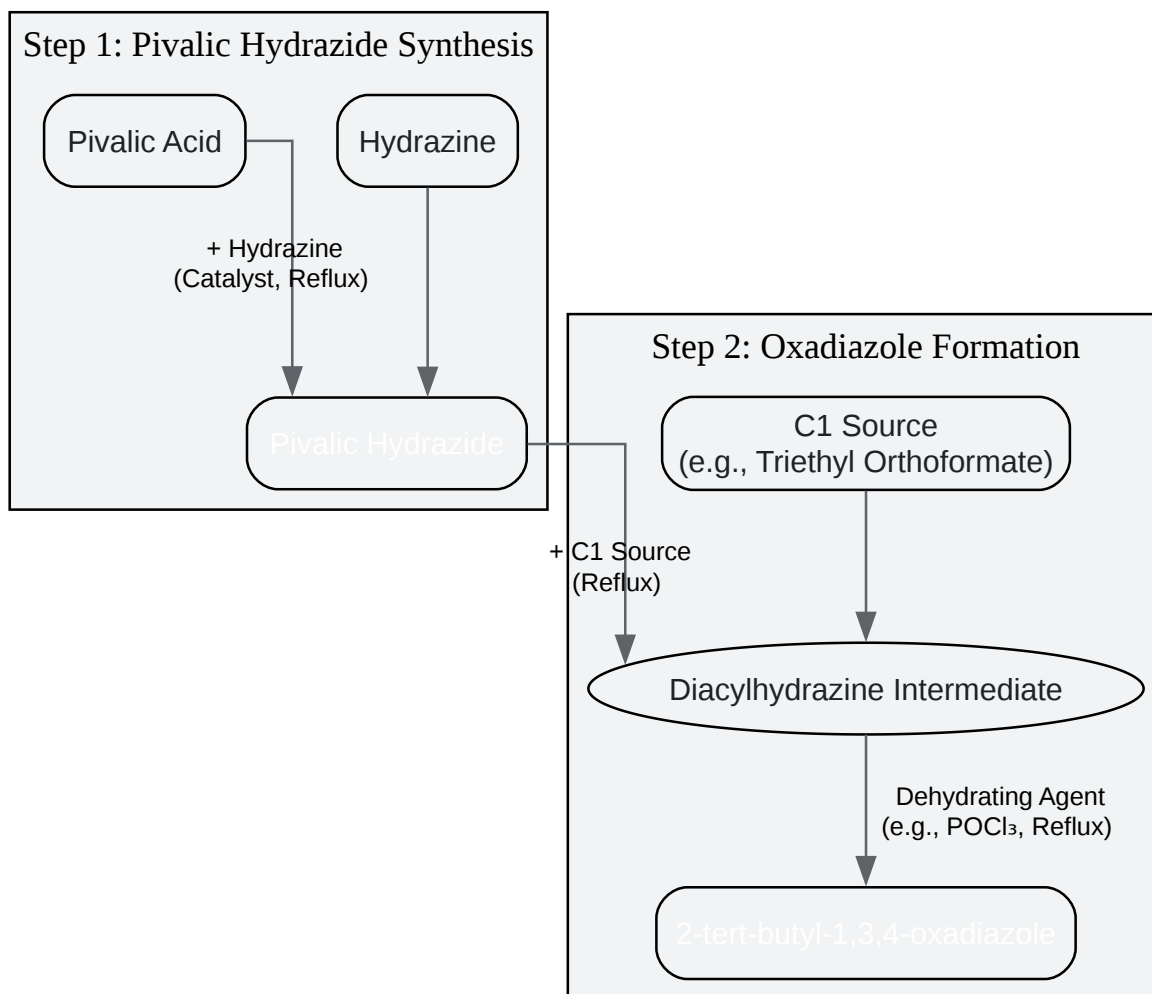 Step 1: Pivalic Hydrazide Synthesis
Pivalic Acid
Hydrazine
+ Hydrazine
(Catalyst, Reflux)
Pivalic Hydrazide
Step 2: Oxadiazole Formation
C1 Source
(e.g., Triethyl Orthoformate)
+ C1 Source
(Reflux)
Diacylhydrazine Intermediate
Dehydrating Agent
(e.g., POCl₃, Reflux)
2-tert-butyl-1,3,4-oxadiazole